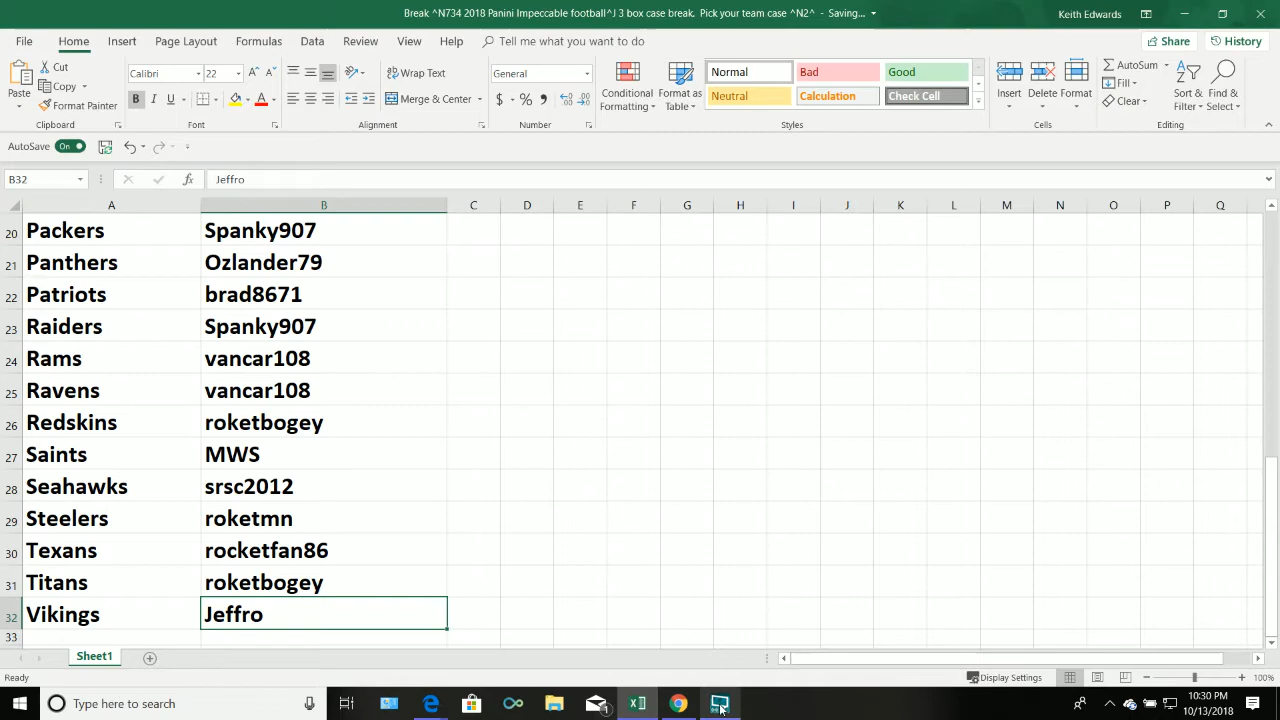 Break ^N734 2018 Panini Impeccable football^J 3 box case break.  Pick your team case ^N2^  -  Saving...
Keith Edwards
File Home Insert Page Layout Formulas Data Review View Help Tell me what you want to do Share History
Paste Cut Copy Format Painter
Clipboard
Calibri 22
B I U
Font
Wrap Text
Merge & Center
Alignment
General
$ % ,
Number
Conditional Formatting Format as Table
Normal Bad Good
Neutral Calculation Check Cell
Styles
Insert Delete Format
Cells
AutoSum
Fill
Clear
Sort & Filter Find & Select
Editing
AutoSave On
B32 fx Jeffro
A B C D E F G H I J K L M N O P Q
20 Packers Spanky907
21 Panthers Ozlander79
22 Patriots brad8671
23 Raiders Spanky907
24 Rams vancar108
25 Ravens vancar108
26 Redskins roketbogey
27 Saints MWS
28 Seahawks srsc2012
29 Steelers roketmn
30 Texans rocketfan86
31 Titans roketbogey
32 Vikings Jeffro
33
Sheet1
Ready Display Settings 100%
Type here to search
10:30 PM
10/13/2018